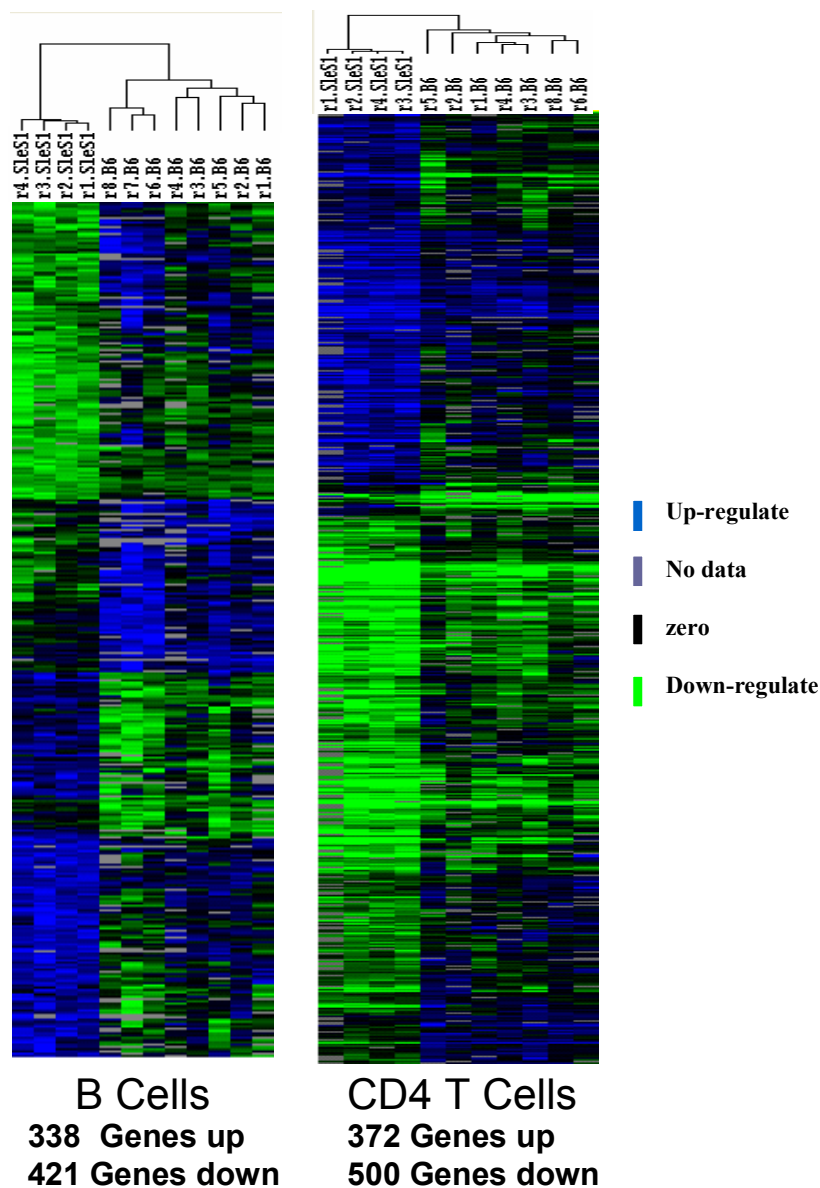 r4.SleS1
r3.SleS1
r2.SleS1
r1.SleS1
r8.B6
r7.B6
r6.B6
r4.B6
r3.B6
r5.B6
r2.B6
r1.B6
r1.SleS1
r2.SleS1
r4.SleS1
r3.SleS1
r5.B6
r2.B6
r1.B6
r4.B6
r3.B6
r8.B6
r6.B6
Up-regulate
No data
zero
Down-regulate
B Cells
338 Genes up
421 Genes down
CD4 T Cells
372 Genes up
500 Genes down